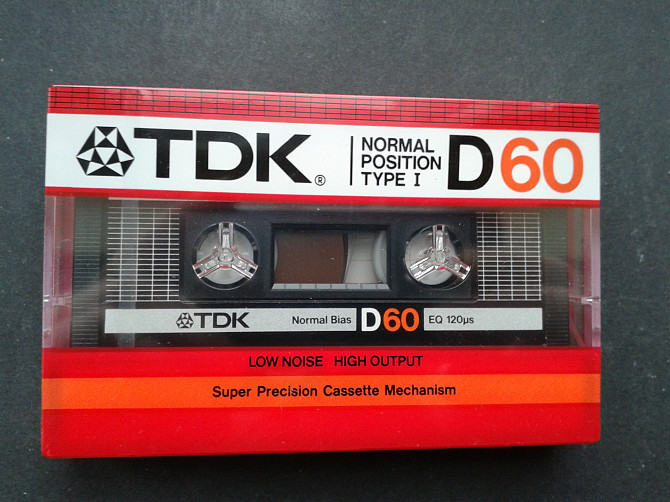 TDK® NORMAL POSITION TYPE I D60
TDK Normal Bias D60 EQ 120µs
LOW NOISE HIGH OUTPUT
Super Precision Cassette Mechanism